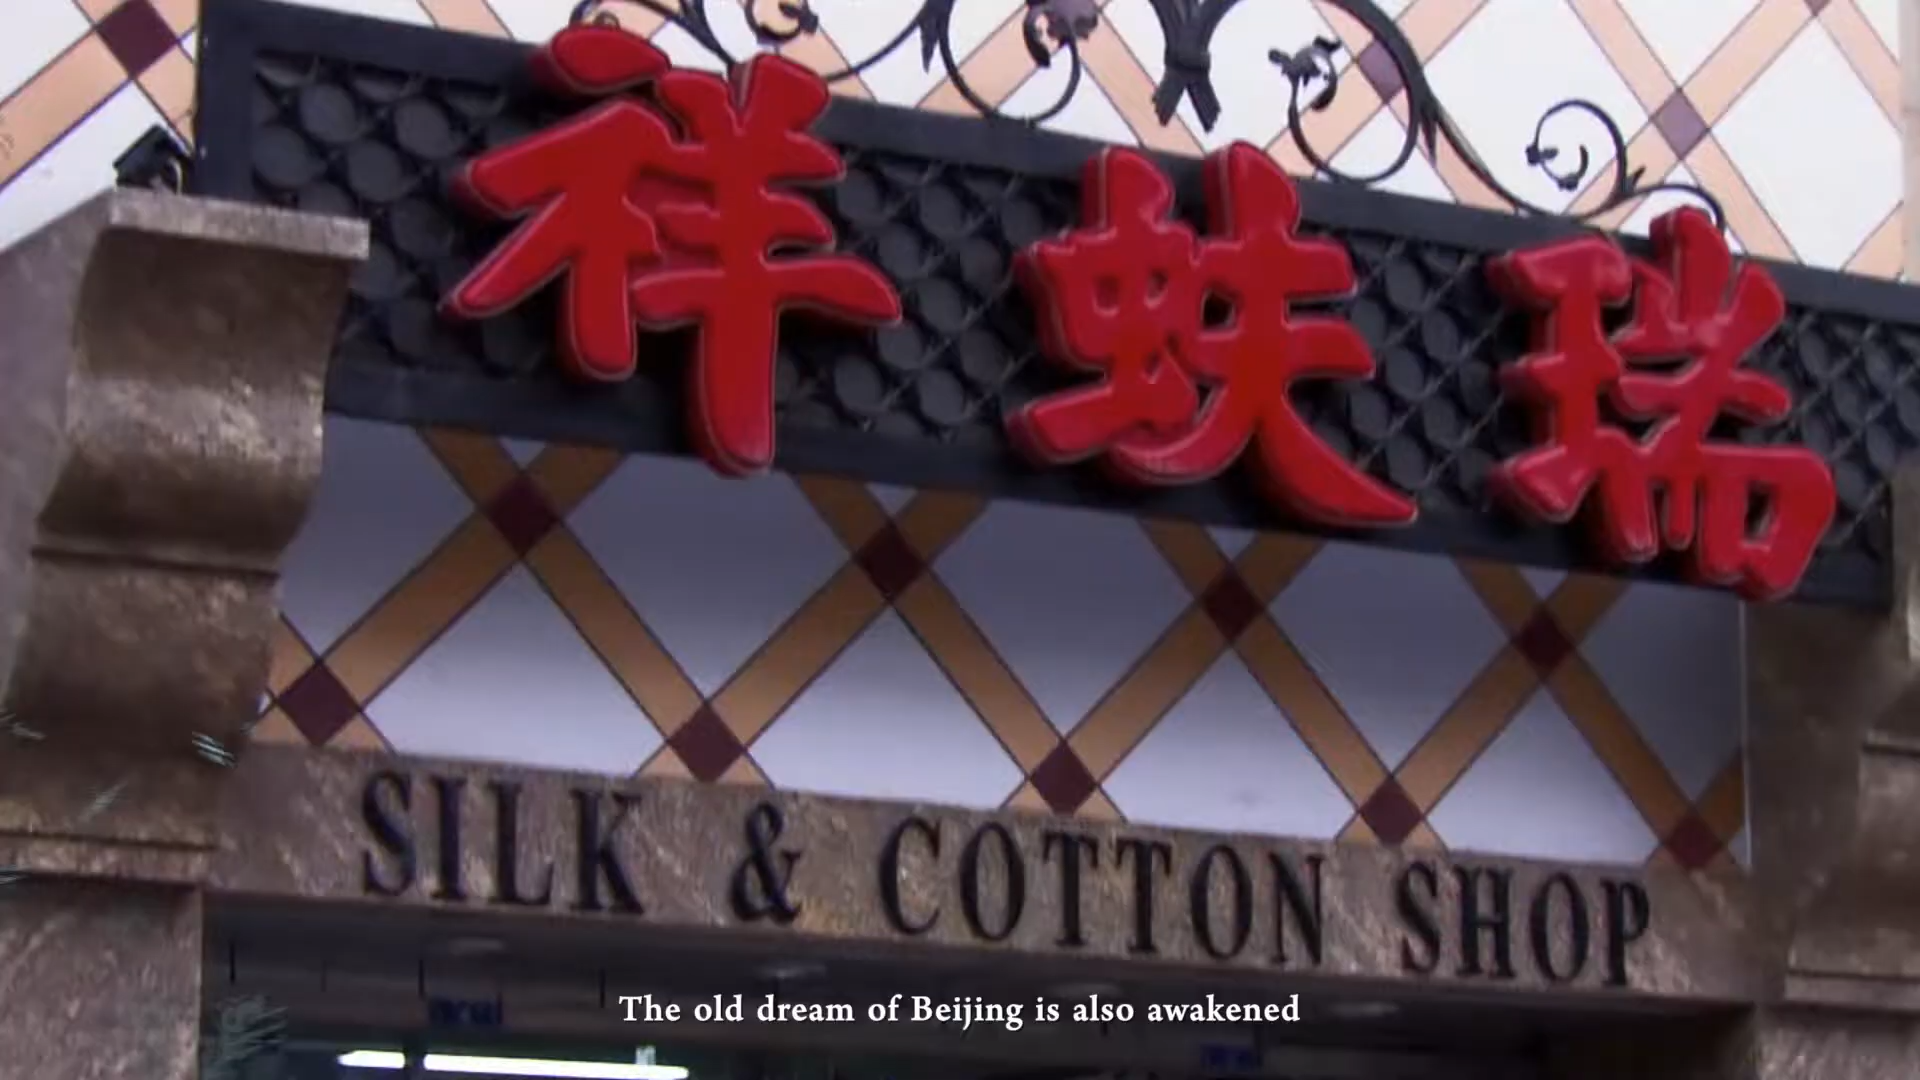 祥蚨瑞
SILK & COTTON SHOP
The old dream of Beijing is also awakened